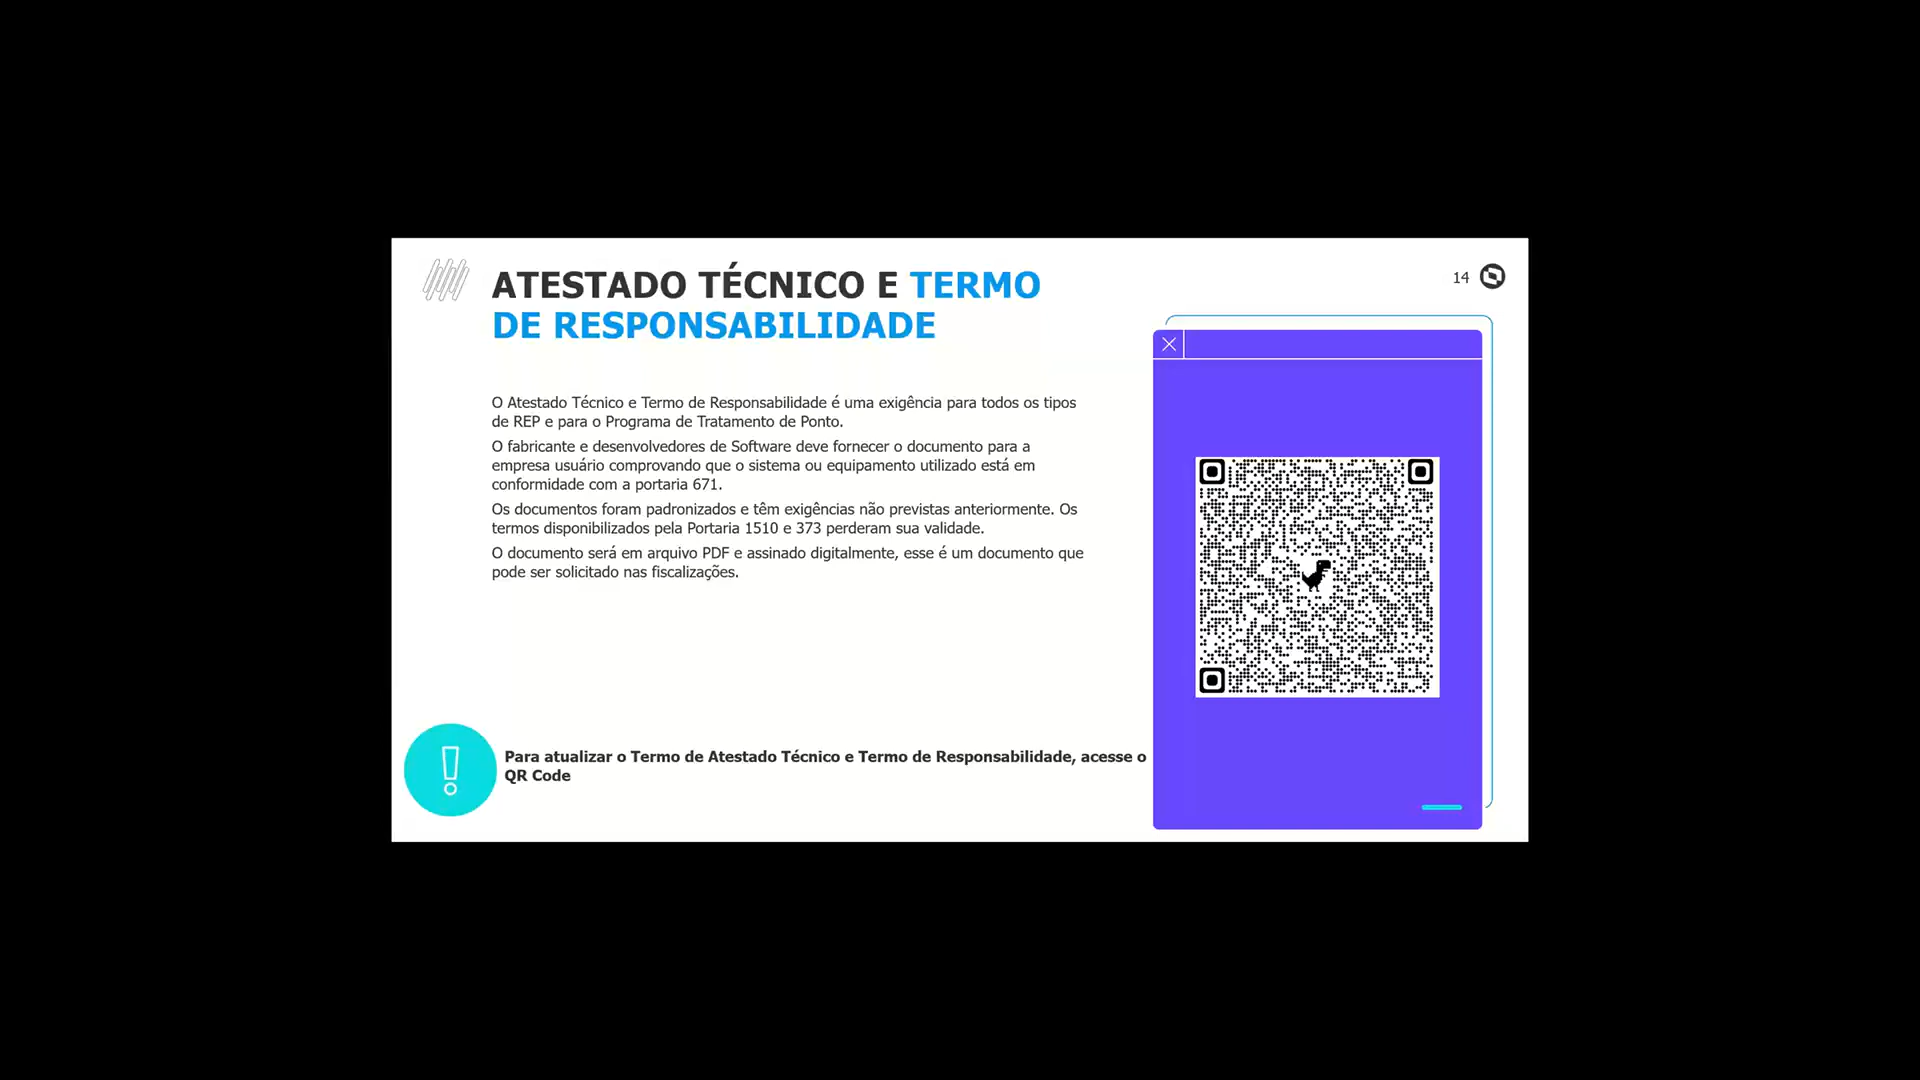 ATESTADO TÉCNICO E TERMO
DE RESPONSABILIDADE
14
O Atestado Técnico e Termo de Responsabilidade é uma exigência para todos os tipos
de REP e para o Programa de Tratamento de Ponto.
O fabricante e desenvolvedores de Software deve fornecer o documento para a
empresa usuário comprovando que o sistema ou equipamento utilizado está em
conformidade com a portaria 671.
Os documentos foram padronizados e têm exigências não previstas anteriormente. Os
termos disponibilizados pela Portaria 1510 e 373 perderam sua validade.
O documento será em arquivo PDF e assinado digitalmente, esse é um documento que
pode ser solicitado nas fiscalizações.
Para atualizar o Termo de Atestado Técnico e Termo de Responsabilidade, acesse o
QR Code